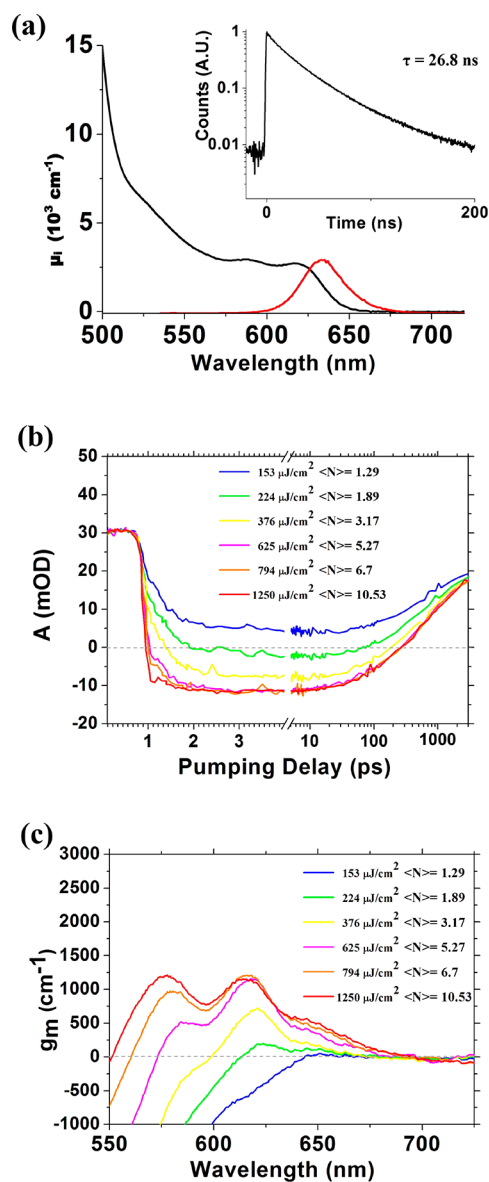 (a)
15
10
5
0
μᵢ (10³ cm⁻¹)
500 550 600 650 700
Wavelength (nm)
1
0.1
0.01
Counts (A.U.)
τ = 26.8 ns
0 200
Time (ns)
(b)
50
40
30
20
10
0
-10
-20
A (mOD)
153 μJ/cm² <N>= 1.29
224 μJ/cm² <N>= 1.89
376 μJ/cm² <N>= 3.17
625 μJ/cm² <N>= 5.27
794 μJ/cm² <N>= 6.7
1250 μJ/cm² <N>= 10.53
1 2 3 10 100 1000
Pumping Delay (ps)
(c)
3000
2500
2000
1500
1000
500
0
-500
-1000
gm (cm⁻¹)
153 μJ/cm² <N>= 1.29
224 μJ/cm² <N>= 1.89
376 μJ/cm² <N>= 3.17
625 μJ/cm² <N>= 5.27
794 μJ/cm² <N>= 6.7
1250 μJ/cm² <N>= 10.53
550 600 650 700
Wavelength (nm)